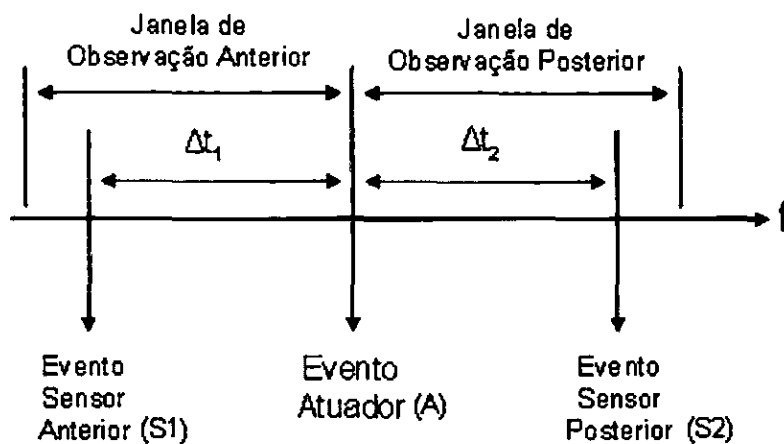 Janela de
Observação Anterior
Janela de
Observação Posterior
Δt₁
Δt₂
t
Evento
Sensor
Anterior (S1)
Evento
Atuador (A)
Evento
Sensor
Posterior (S2)